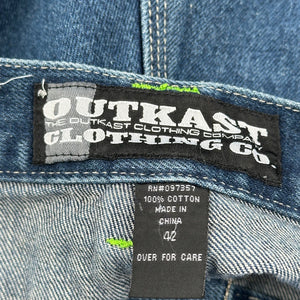 OUTKAST
THE OUTKAST CLOTHING COMPANY
CLOTHING CO.
RN#097357
100% COTTON
MADE IN
CHINA
42
OVER FOR CARE